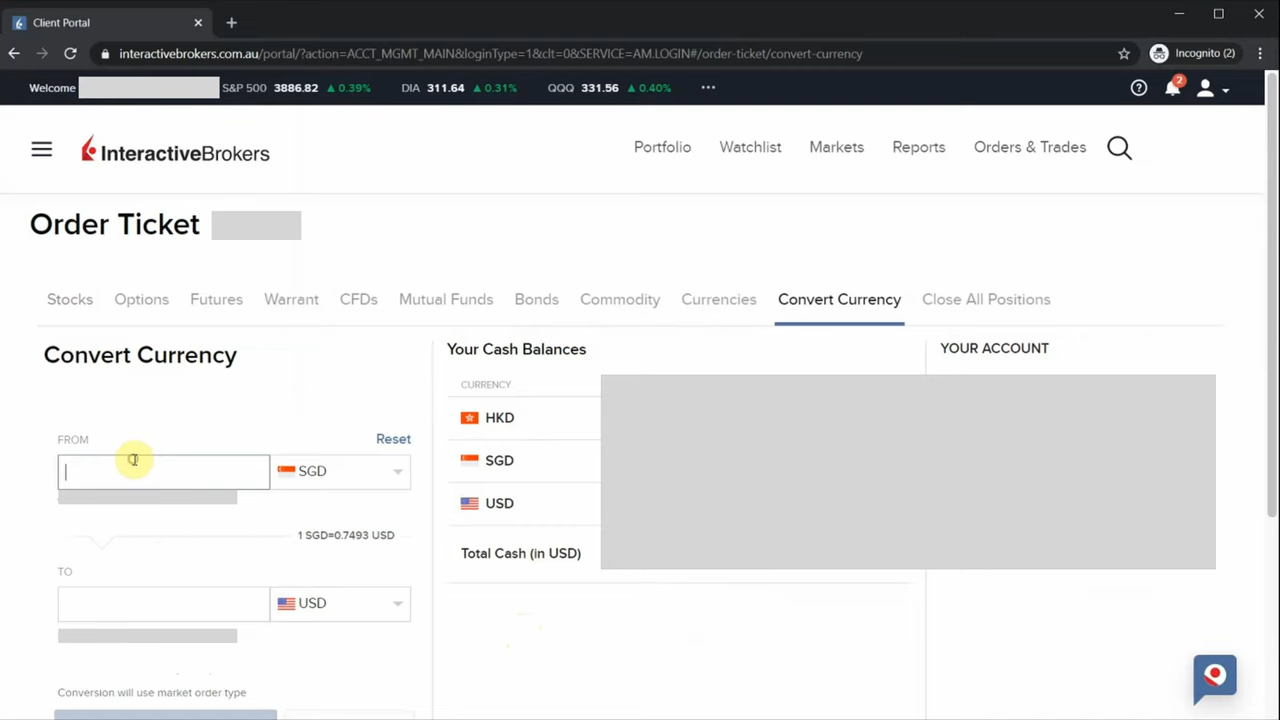 Client Portal
interactivebrokers.com.au/portal/?action=ACCT_MGMT_MAIN&loginType=1&clt=0&SERVICE=AM.LOGIN#/order-ticket/convert-currency
Incognito (2)
Welcome S&P 500 3886.82 ▲ 0.39% DIA 311.64 ▲ 0.31% QQQ 331.56 ▲ 0.40% ••• 2
InteractiveBrokers Portfolio Watchlist Markets Reports Orders & Trades
Order Ticket
Stocks Options Futures Warrant CFDs Mutual Funds Bonds Commodity Currencies Convert Currency Close All Positions
Convert Currency
FROM Reset
SGD
1 SGD=0.7493 USD
TO
USD
Conversion will use market order type
Your Cash Balances
CURRENCY
HKD
SGD
USD
Total Cash (in USD)
YOUR ACCOUNT